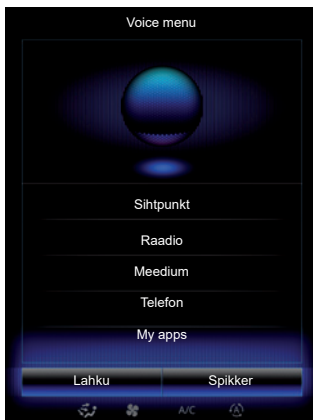 Voice menu
Sihtpunkt
Raadio
Meedium
Telefon
My apps
Lahku Spikker
A/C